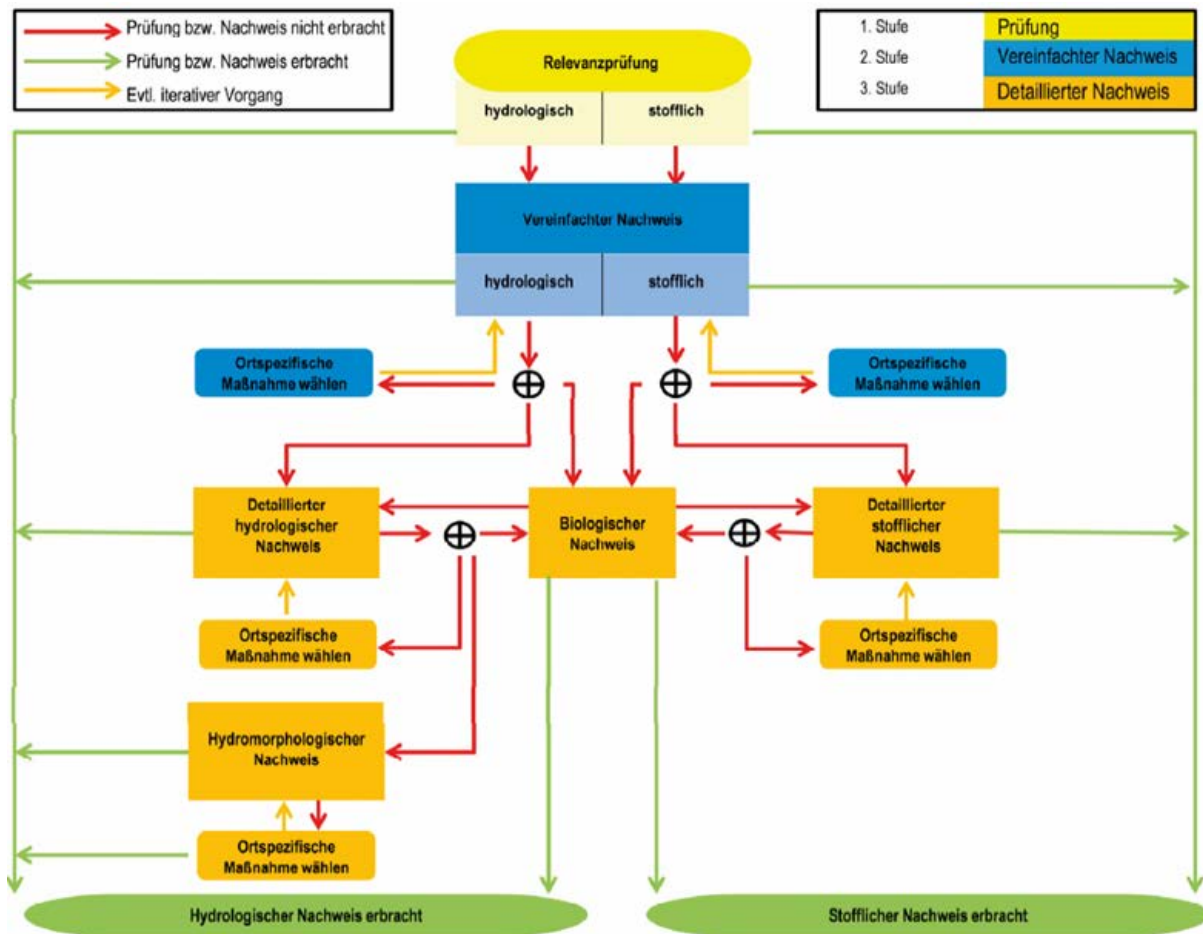 Prüfung bzw. Nachweis nicht erbracht
Prüfung bzw. Nachweis erbracht
Evtl. iterativer Vorgang
1. Stufe Prüfung
2. Stufe Vereinfachter Nachweis
3. Stufe Detaillierter Nachweis
Relevanzprüfung
hydrologisch stofflich
Vereinfachter Nachweis
hydrologisch stofflich
Ortspezifische
Maßnahme wählen
Ortspezifische
Maßnahme wählen
Detaillierter
hydrologischer
Nachweis
Biologischer
Nachweis
Detaillierter
stofflicher
Nachweis
Ortspezifische
Maßnahme wählen
Ortspezifische
Maßnahme wählen
Hydromorphologischer
Nachweis
Ortspezifische
Maßnahme wählen
Hydrologischer Nachweis erbracht
Stofflicher Nachweis erbracht